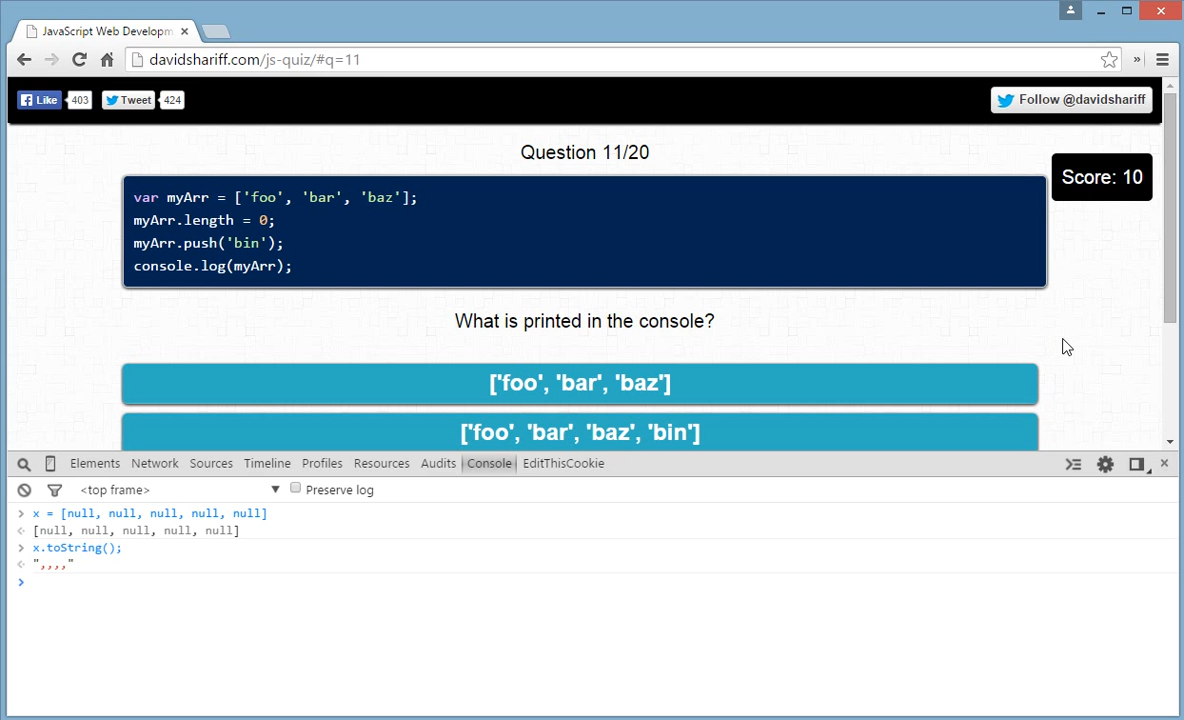 JavaScript Web Developm
davidshariff.com/js-quiz/#q=11
»
Like 403 Tweet 424 Follow @davidshariff
Question 11/20
Score: 10
var myArr = ['foo', 'bar', 'baz'];
myArr.length = 0;
myArr.push('bin');
console.log(myArr);
What is printed in the console?
['foo', 'bar', 'baz']
['foo', 'bar', 'baz', 'bin']
Elements Network Sources Timeline Profiles Resources Audits Console EditThisCookie
<top frame> Preserve log
x = [null, null, null, null, null]
[null, null, null, null, null]
x.toString();
",,,,"